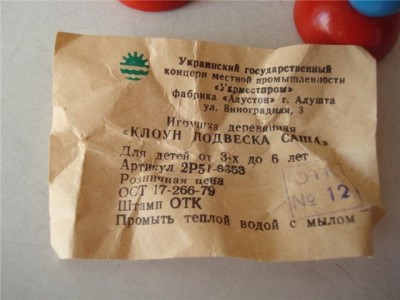 Украинский государственный
концерн местной промышленности
«Укрместпром»
фабрика «Алустон» г. Алушта
ул. Виноградная, 3
Игрушка деревянная
«КЛОУН ПОДВЕСКА САША»
Для детей от 3-х до 6 лет
Артикул 2Р51-8353
Розничная цена
ОСТ 17-266-79
Штамп ОТК
Промыть теплой водой с мылом
ОТК
№ 12